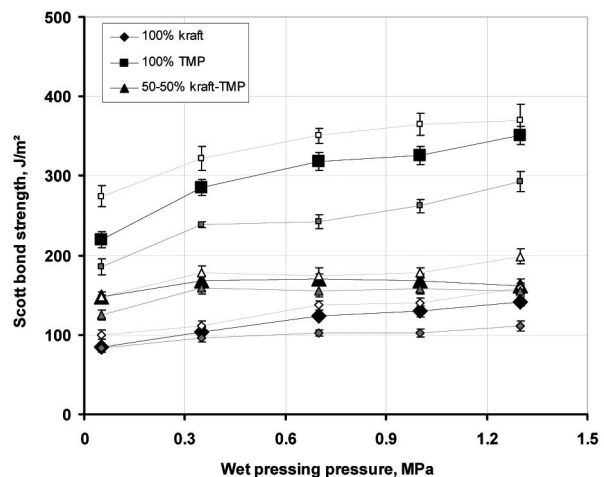 500
400
300
200
100
0
Scott bond strength, J/m²
100% kraft
100% TMP
50-50% kraft-TMP
0 0.3 0.6 0.9 1.2 1.5
Wet pressing pressure, MPa